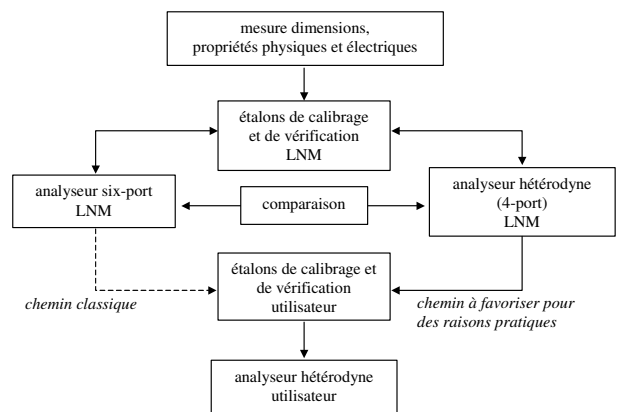 mesure dimensions,
propriétés physiques et électriques
étalons de calibrage
et de vérification
LNM
analyseur six-port
LNM
comparaison
analyseur hétérodyne
(4-port)
LNM
étalons de calibrage et
de vérification
utilisateur
chemin classique
chemin à favoriser pour
des raisons pratiques
analyseur hétérodyne
utilisateur